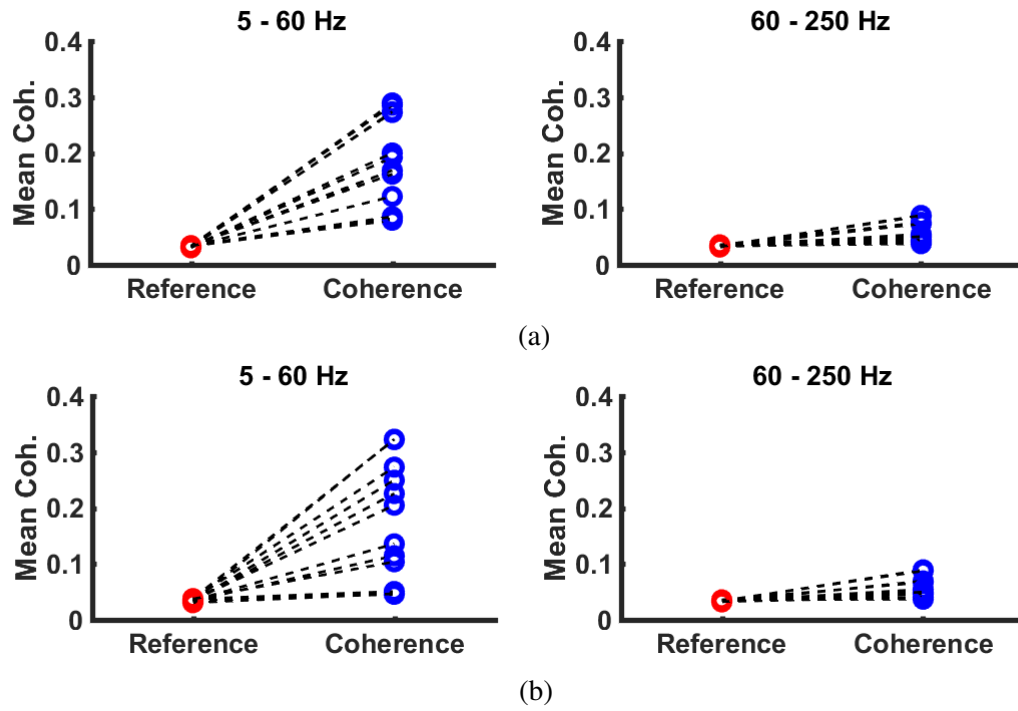 5 - 60 Hz
60 - 250 Hz
0.4
0.3
0.2
0.1
0
Mean Coh.
Reference
Coherence
0.4
0.3
0.2
0.1
0
Mean Coh.
Reference
Coherence
(a)
5 - 60 Hz
60 - 250 Hz
0.4
0.3
0.2
0.1
0
Mean Coh.
Reference
Coherence
0.4
0.3
0.2
0.1
0
Mean Coh.
Reference
Coherence
(b)